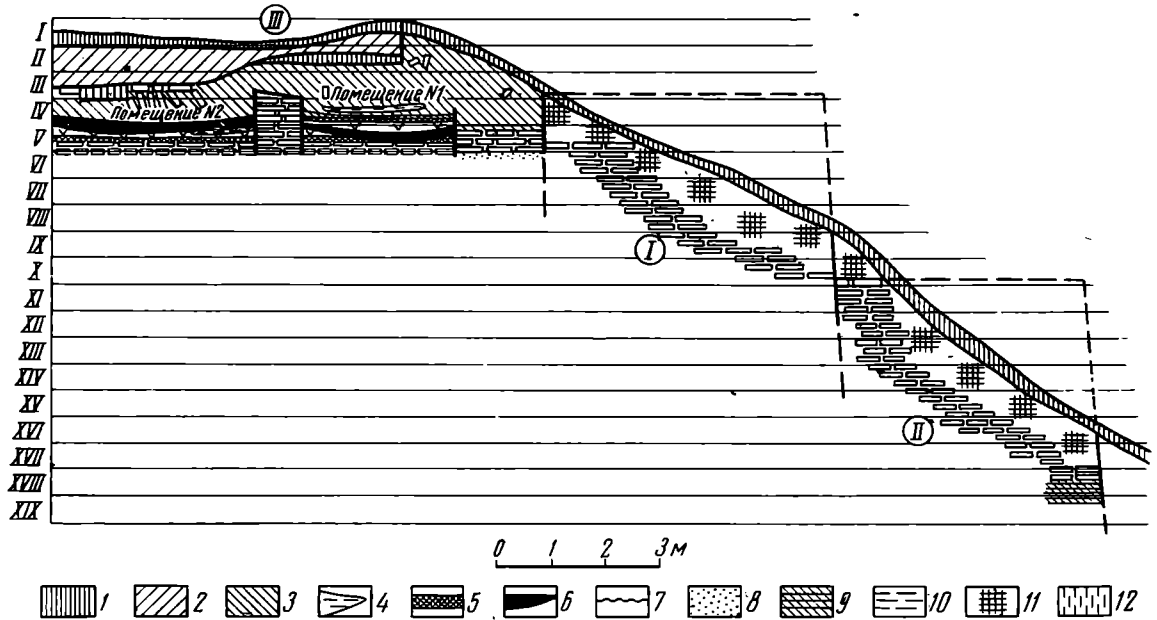 III
I
II
III
IV
V
VI
VII
VIII
IX
X
XI
XII
XIII
XIV
XV
XVI
XVII
XVIII
XIX
Помещение N1
Помещение N2
I
II
0 1 2 3 м
1 2 3 4 5 6 7 8 9 10 11 12